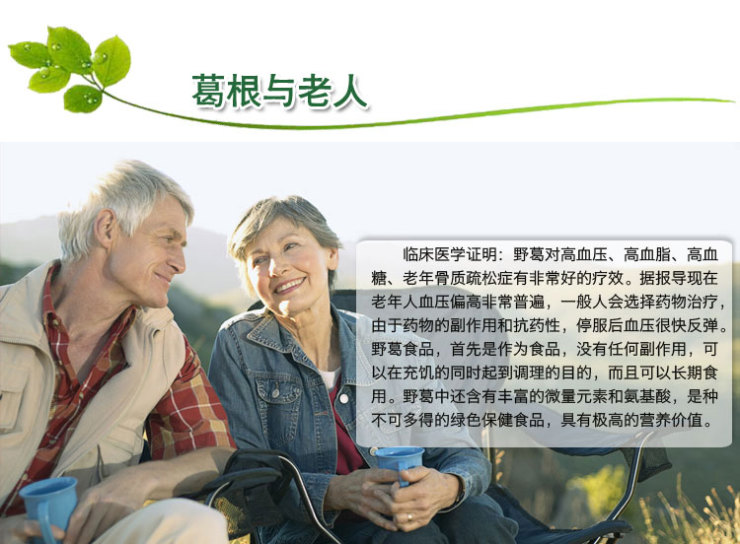 葛根与老人
临床医学证明：野葛对高血压、高血脂、高血
糖、老年骨质疏松症有非常好的疗效。据报导现在
老年人血压偏高非常普遍，一般人会选择药物治疗，
由于药物的副作用和抗药性，停服后血压很快反弹。
野葛食品，首先是作为食品，没有任何副作用，可
以在充饥的同时起到调理的目的，而且可以长期食
用。野葛中还含有丰富的微量元素和氨基酸，是种
不可多得的绿色保健食品，具有极高的营养价值。